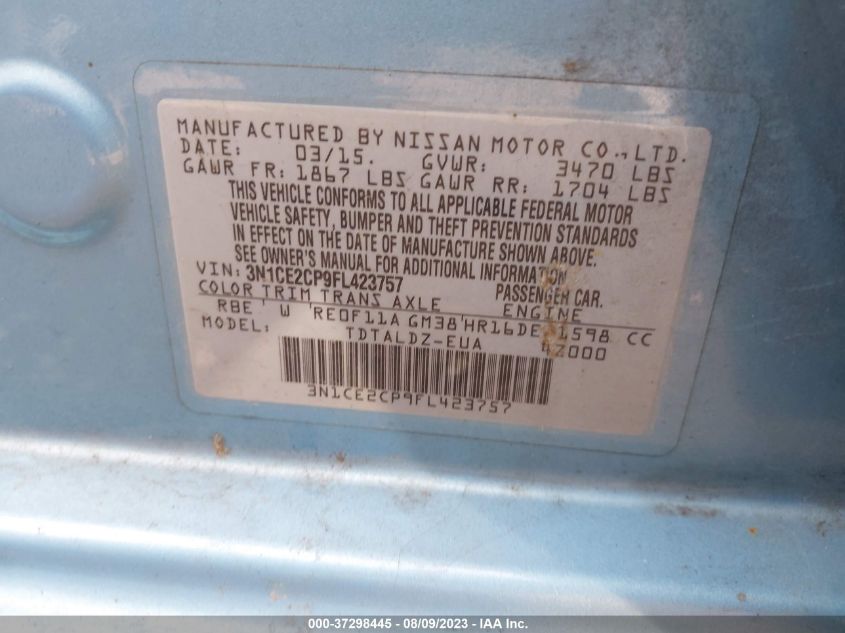 MANUFACTURED BY NISSAN MOTOR CO., LTD.
DATE: 03/15. GVWR: 3470 LBS
GAWR FR: 1867 LBS GAWR RR: 1704 LBS
THIS VEHICLE CONFORMS TO ALL APPLICABLE FEDERAL MOTOR
VEHICLE SAFETY, BUMPER AND THEFT PREVENTION STANDARDS
IN EFFECT ON THE DATE OF MANUFACTURE SHOWN ABOVE.
SEE OWNER'S MANUAL FOR ADDITIONAL INFORMATION
VIN: 3N1CE2CP9FL423757 PASSENGER CAR.
COLOR TRIM TRANS AXLE ENGINE
RBE W RE0F11A GM38 HR16DE 1598 CC
MODEL: TDTALDZ-EUA 4Z000
3N1CE2CP9FL423757
000-37298445 - 08/09/2023 - IAA Inc.